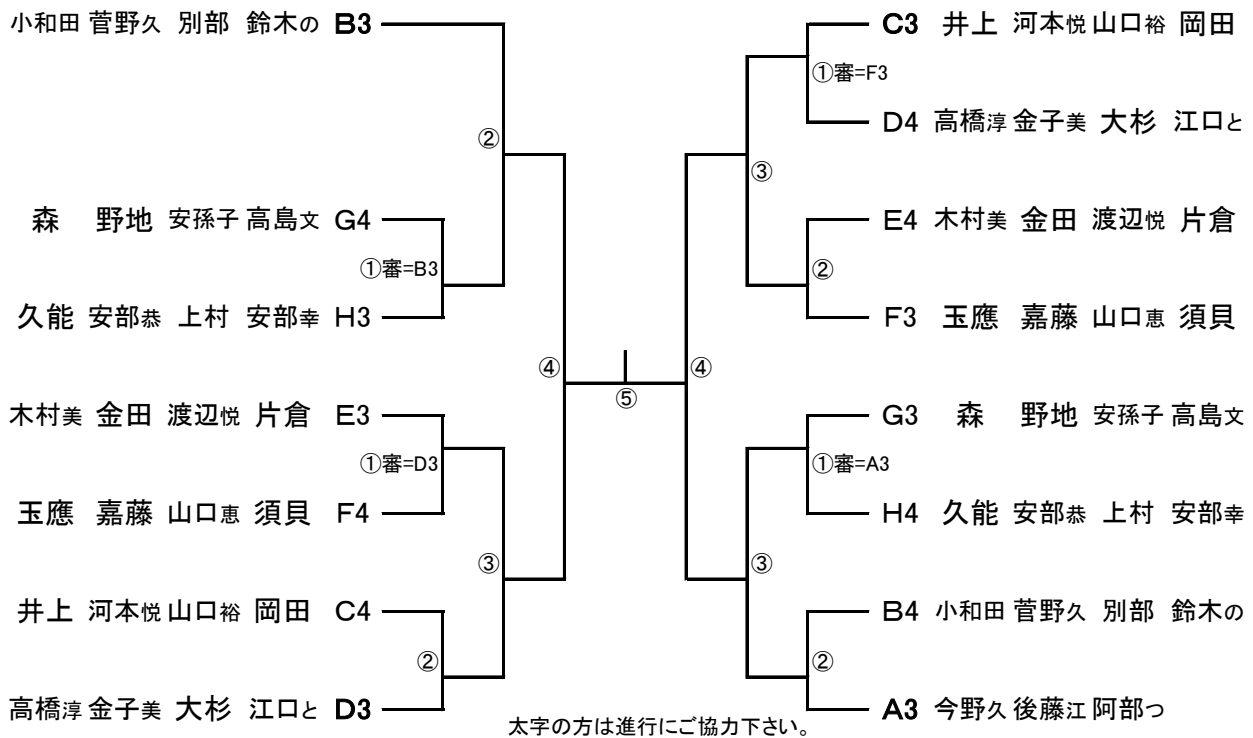 小和田 菅野久 別部 鈴木の B3
②
森 野地 安孫子 高島文 G4
①審=B3
久能 安部恭 上村 安部幸 H3
④
木村美 金田 渡辺悦 片倉 E3
①審=D3
玉應 嘉藤 山口恵 須貝 F4
③
井上 河本悦 山口裕 岡田 C4
②
高橋淳 金子美 大杉 江口と D3
⑤
C3 井上 河本悦 山口裕 岡田
①審=F3
D4 高橋淳 金子美 大杉 江口と
③
E4 木村美 金田 渡辺悦 片倉
②
F3 玉應 嘉藤 山口恵 須貝
④
G3 森 野地 安孫子 高島文
①審=A3
H4 久能 安部恭 上村 安部幸
③
B4 小和田 菅野久 別部 鈴木の
②
A3 今野久 後藤江 阿部つ
太字の方は進行にご協力下さい。